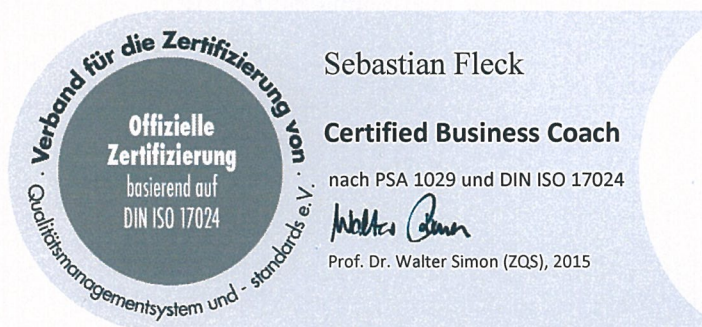 Verband für die Zertifizierung von
Qualitätsmanagementsystem und - standards e.V.
Offizielle
Zertifizierung
basierend auf
DIN ISO 17024
Sebastian Fleck
Certified Business Coach
nach PSA 1029 und DIN ISO 17024
Prof. Dr. Walter Simon (ZQS), 2015